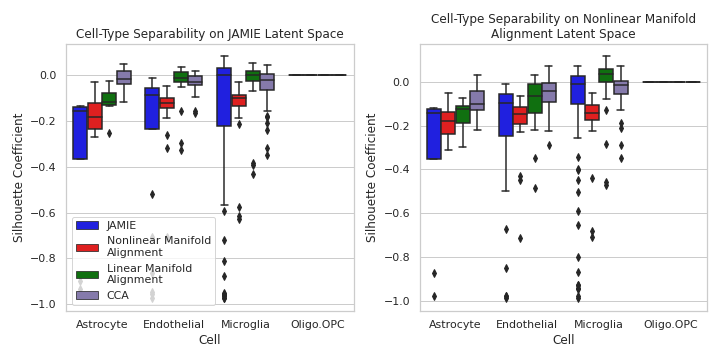 Cell-Type Separability on JAMIE Latent Space
Silhouette Coefficient
0.0
−0.2
−0.4
−0.6
−0.8
−1.0
JAMIE
Nonlinear Manifold
Alignment
Linear Manifold
Alignment
CCA
Astrocyte
Endothelial
Microglia
Oligo.OPC
Cell
Cell-Type Separability on Nonlinear Manifold
Alignment Latent Space
Silhouette Coefficient
0.0
−0.2
−0.4
−0.6
−0.8
−1.0
Astrocyte
Endothelial
Microglia
Oligo.OPC
Cell